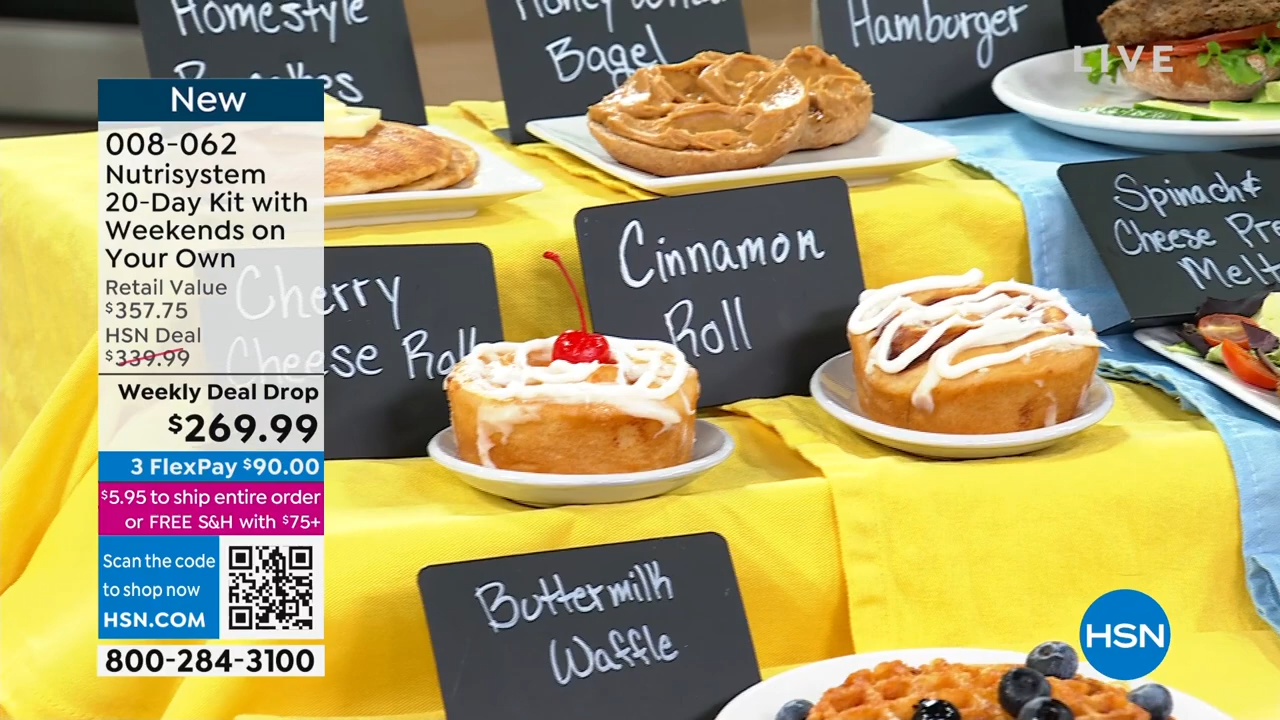 New
008-062
Nutrisystem
20-Day Kit with
Weekends on
Your Own
Retail Value
$357.75
HSN Deal
$339.99
Weekly Deal Drop
$269.99
3 FlexPay $90.00
$5.95 to ship entire order
or FREE S&H with $75+
Scan the code
to shop now
HSN.COM
800-284-3100
Homestyle
Honey
Bagel
Hamburger
LIVE
Cherry
Cheese Roll
Cinnamon
Roll
Spinach &
Cheese
Melt
Buttermilk
Waffle
HSN